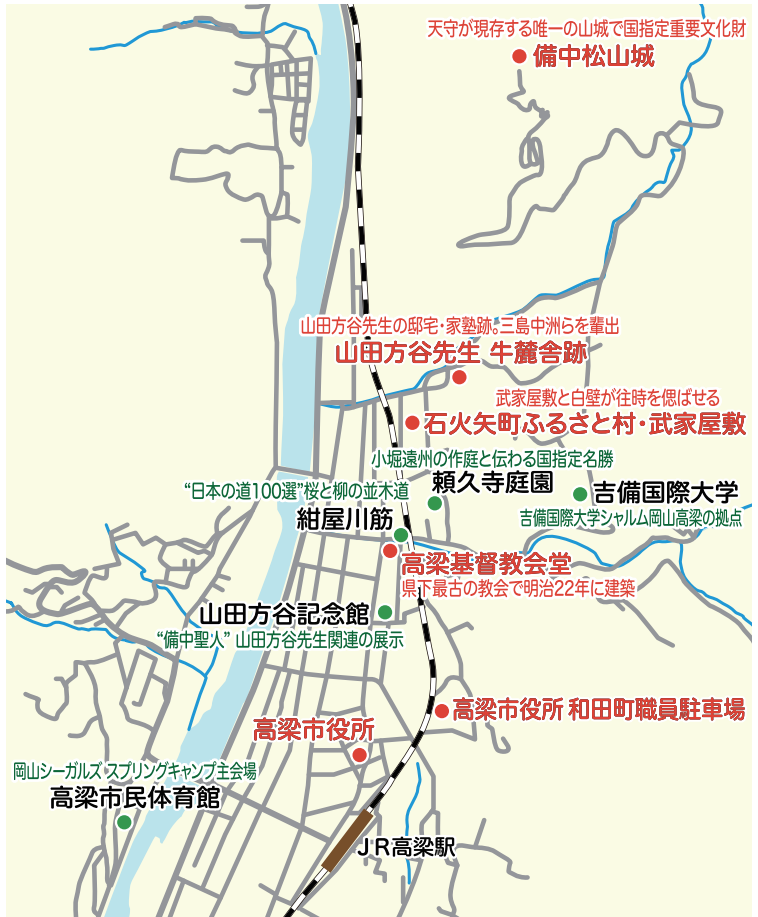 天守が現存する唯一の山城で国指定重要文化財
備中松山城
山田方谷先生の邸宅・家塾跡。三島中洲らを輩出
山田方谷先生 牛麓舎跡
武家屋敷と白壁が往時を偲ばせる
石火矢町ふるさと村・武家屋敷
小堀遠州の作庭と伝わる国指定名勝
頼久寺庭園
吉備国際大学
吉備国際大学シャルム岡山高梁の拠点
“日本の道100選”桜と柳の並木道
紺屋川筋
高梁基督教会堂
県下最古の教会で明治22年に建築
山田方谷記念館
“備中聖人” 山田方谷先生関連の展示
高梁市役所 和田町職員駐車場
高梁市役所
岡山シーガルズ スプリングキャンプ主会場
高梁市民体育館
JR高梁駅